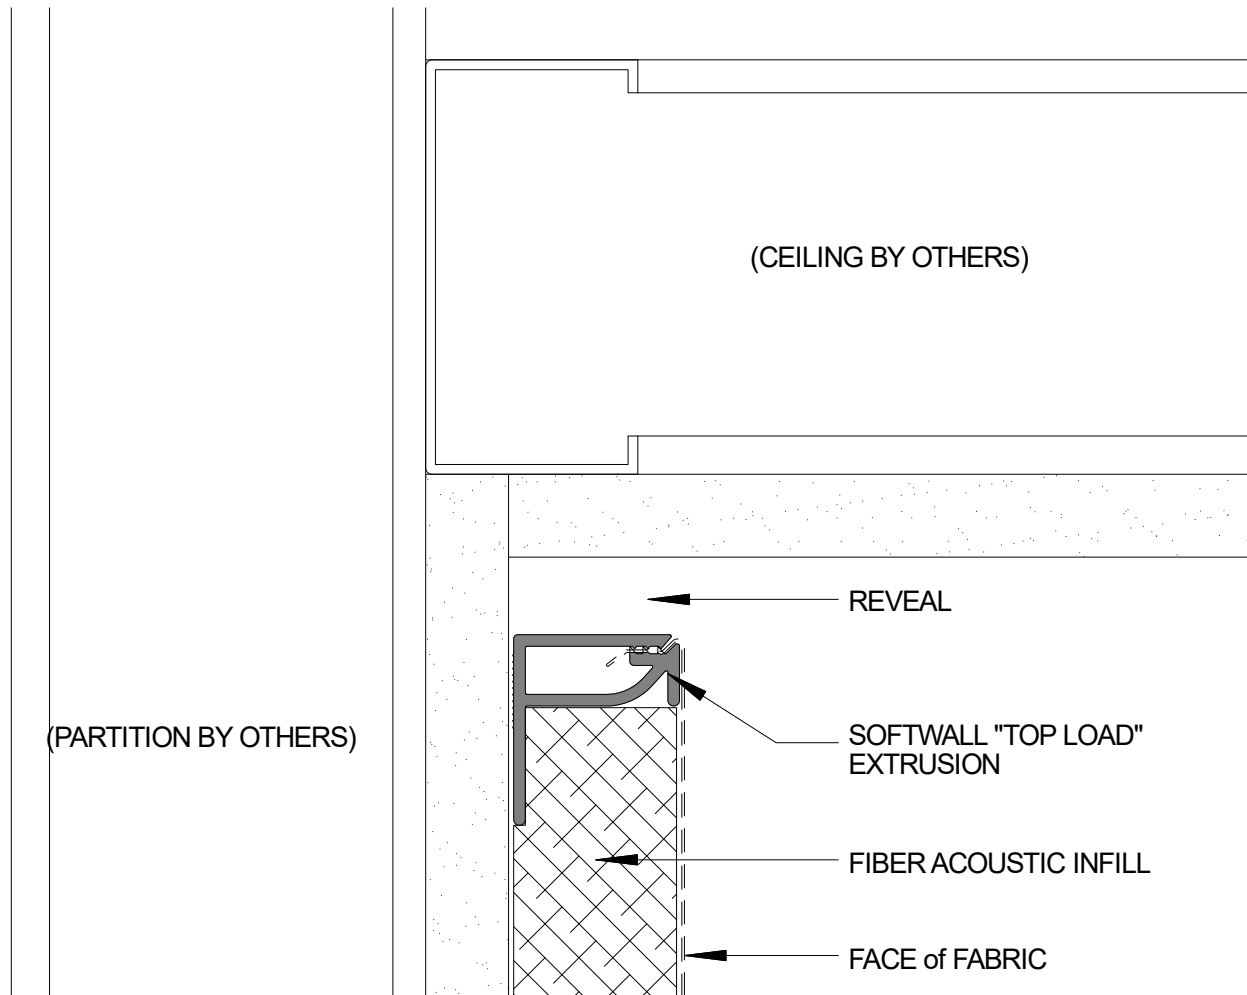 (CEILING BY OTHERS)
REVEAL
(PARTITION BY OTHERS)
SOFTWALL "TOP LOAD"
EXTRUSION
FIBER ACOUSTIC INFILL
FACE of FABRIC